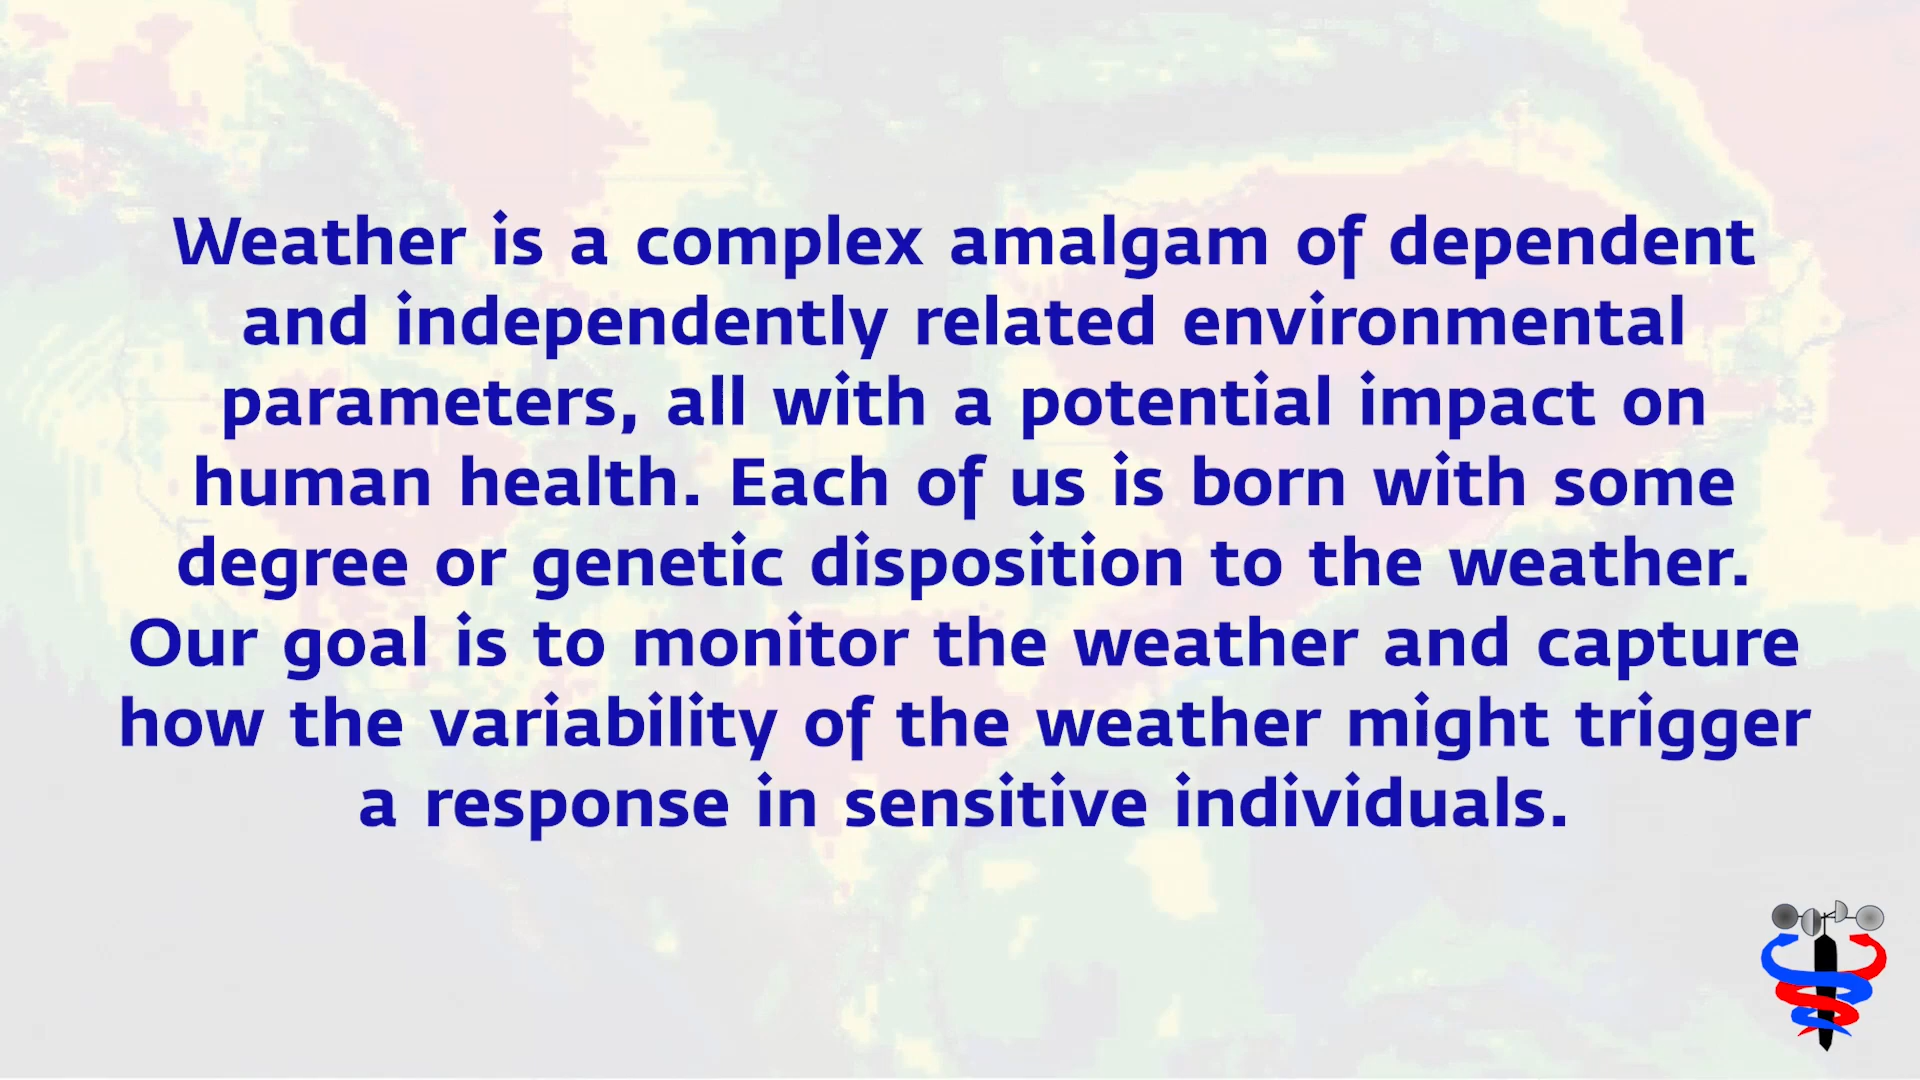 Weather is a complex amalgam of dependent
and independently related environmental
parameters, all with a potential impact on
human health. Each of us is born with some
degree or genetic disposition to the weather.
Our goal is to monitor the weather and capture
how the variability of the weather might trigger
a response in sensitive individuals.